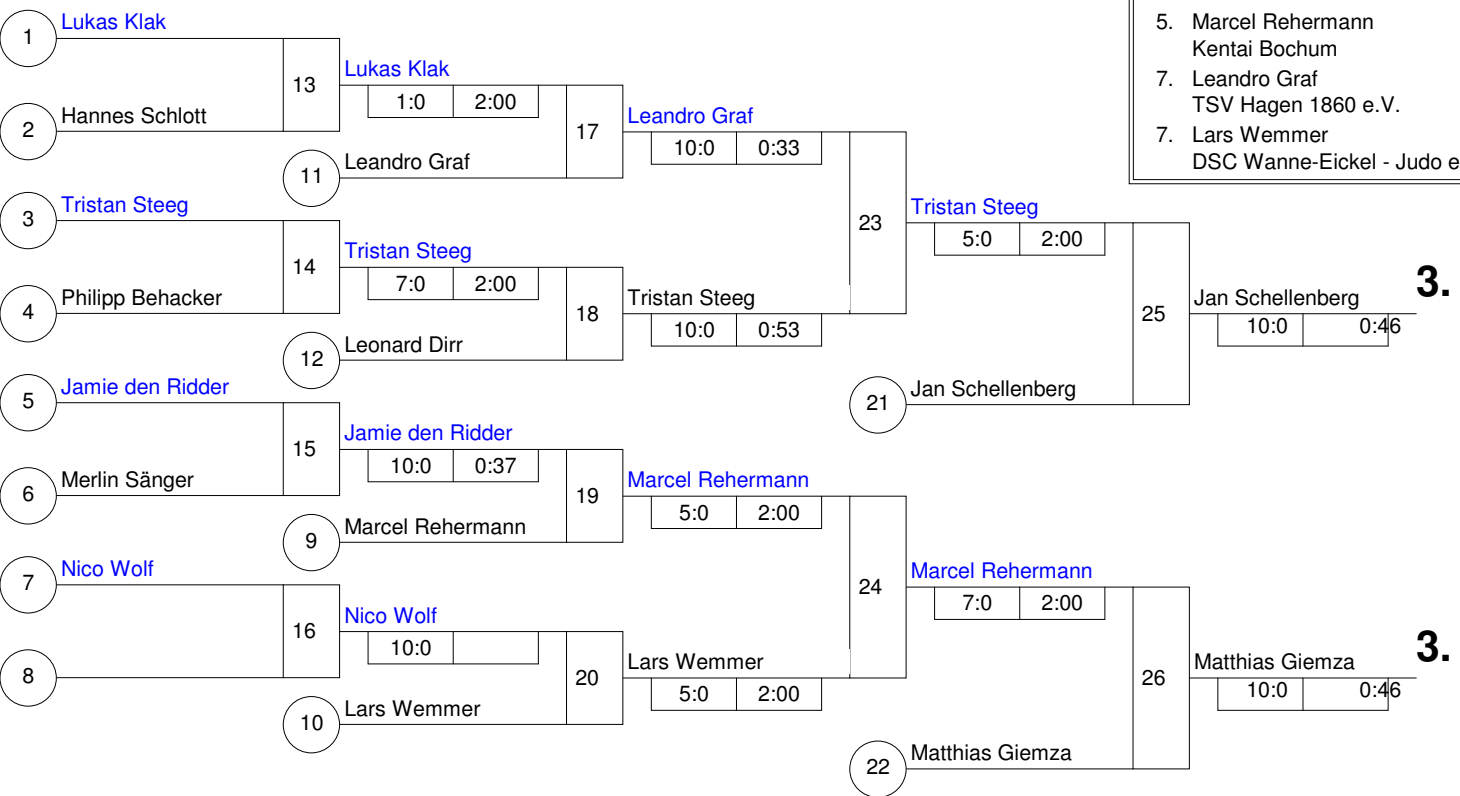 5. Marcel Rehermann
Kentai Bochum
7. Leandro Graf
TSV Hagen 1860 e.V.
7. Lars Wemmer
DSC Wanne-Eickel - Judo e
1 Lukas Klak
13
Lukas Klak
1:0 2:00
2 Hannes Schlott
17
Leandro Graf
10:0 0:33
11 Leandro Graf
3 Tristan Steeg
23
Tristan Steeg
5:0 2:00
14
Tristan Steeg
7:0 2:00
4 Philipp Behacker
18
Tristan Steeg
10:0 0:53
25
Jan Schellenberg 3.
10:0 0:46
12 Leonard Dirr
5 Jamie den Ridder
21 Jan Schellenberg
15
Jamie den Ridder
10:0 0:37
6 Merlin Sänger
19
Marcel Rehermann
5:0 2:00
9 Marcel Rehermann
7 Nico Wolf
24
Marcel Rehermann
7:0 2:00
16
Nico Wolf
10:0
8
20
Lars Wemmer
5:0 2:00
26
Matthias Giemza 3.
10:0 0:46
10 Lars Wemmer
22 Matthias Giemza